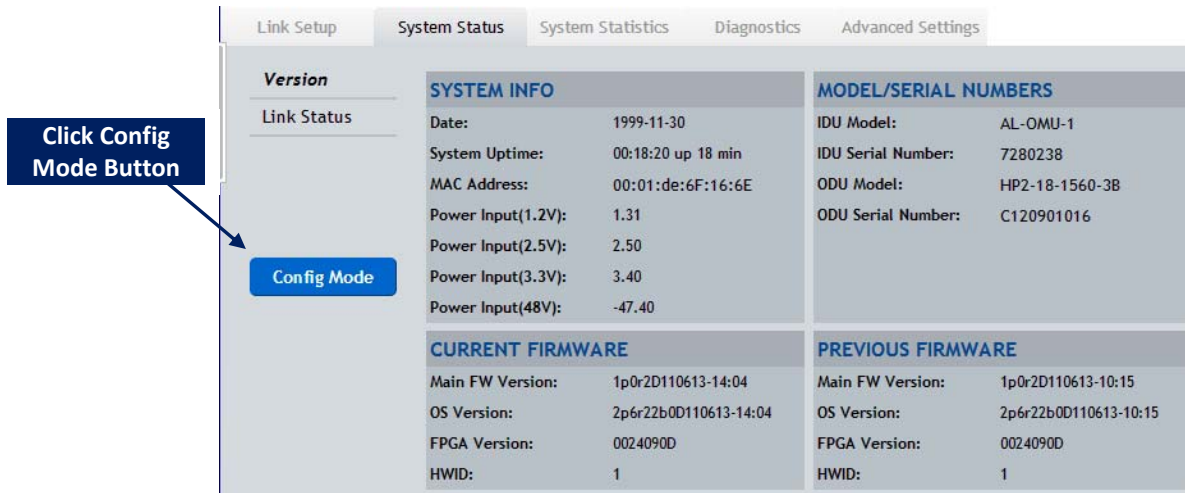 Link Setup System Status System Statistics Diagnostics Advanced Settings
Version
Link Status
Click Config
Mode Button
Config Mode
SYSTEM INFO
Date: 1999-11-30
System Uptime: 00:18:20 up 18 min
MAC Address: 00:01:de:6F:16:6E
Power Input(1.2V): 1.31
Power Input(2.5V): 2.50
Power Input(3.3V): 3.40
Power Input(48V): -47.40
MODEL/SERIAL NUMBERS
IDU Model: AL-OMU-1
IDU Serial Number: 7280238
ODU Model: HP2-18-1560-3B
ODU Serial Number: C120901016
CURRENT FIRMWARE
Main FW Version: 1p0r2D110613-14:04
OS Version: 2p6r22b0D110613-14:04
FPGA Version: 0024090D
HWID: 1
PREVIOUS FIRMWARE
Main FW Version: 1p0r2D110613-10:15
OS Version: 2p6r22b0D110613-10:15
FPGA Version: 0024090D
HWID: 1